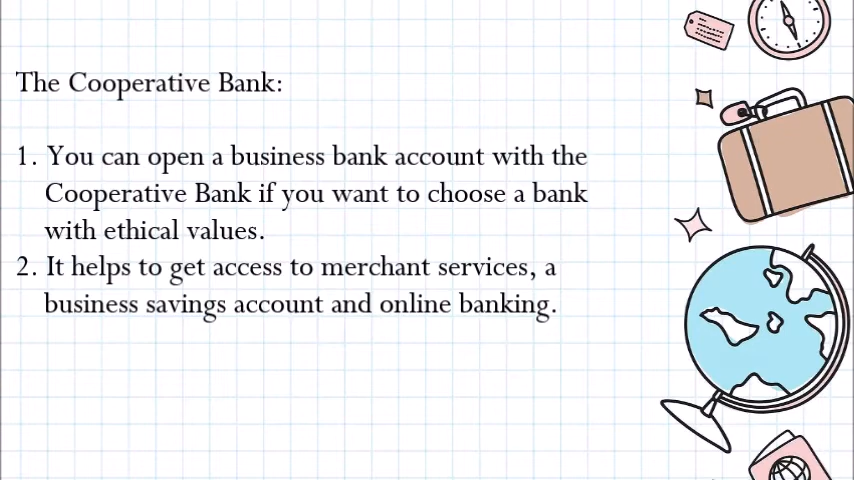 The Cooperative Bank:
1. You can open a business bank account with the
Cooperative Bank if you want to choose a bank
with ethical values.
2. It helps to get access to merchant services, a
business savings account and online banking.